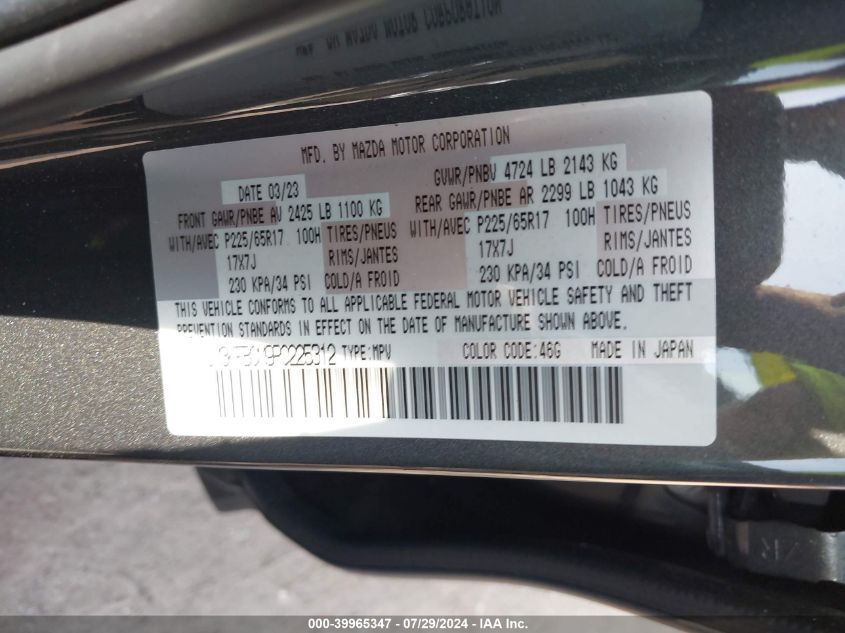 MFD. BY MAZDA MOTOR CORPORATION
DATE 03/23
GVWR/PNBV 4724 LB 2143 KG
FRONT GAWR/PNBE AV 2425 LB 1100 KG
REAR GAWR/PNBE AR 2299 LB 1043 KG
WITH/AVEC P225/65R17 100H TIRES/PNEUS
WITH/AVEC P225/65R17 100H TIRES/PNEUS
17X7J RIMS/JANTES
17X7J RIMS/JANTES
230 KPA/34 PSI COLD/A FROID
230 KPA/34 PSI COLD/A FROID
THIS VEHICLE CONFORMS TO ALL APPLICABLE FEDERAL MOTOR VEHICLE SAFETY AND THEFT
PREVENTION STANDARDS IN EFFECT ON THE DATE OF MANUFACTURE SHOWN ABOVE.
TYPE:MPV COLOR CODE:46G MADE IN JAPAN
000-39965347 - 07/29/2024 - IAA Inc.